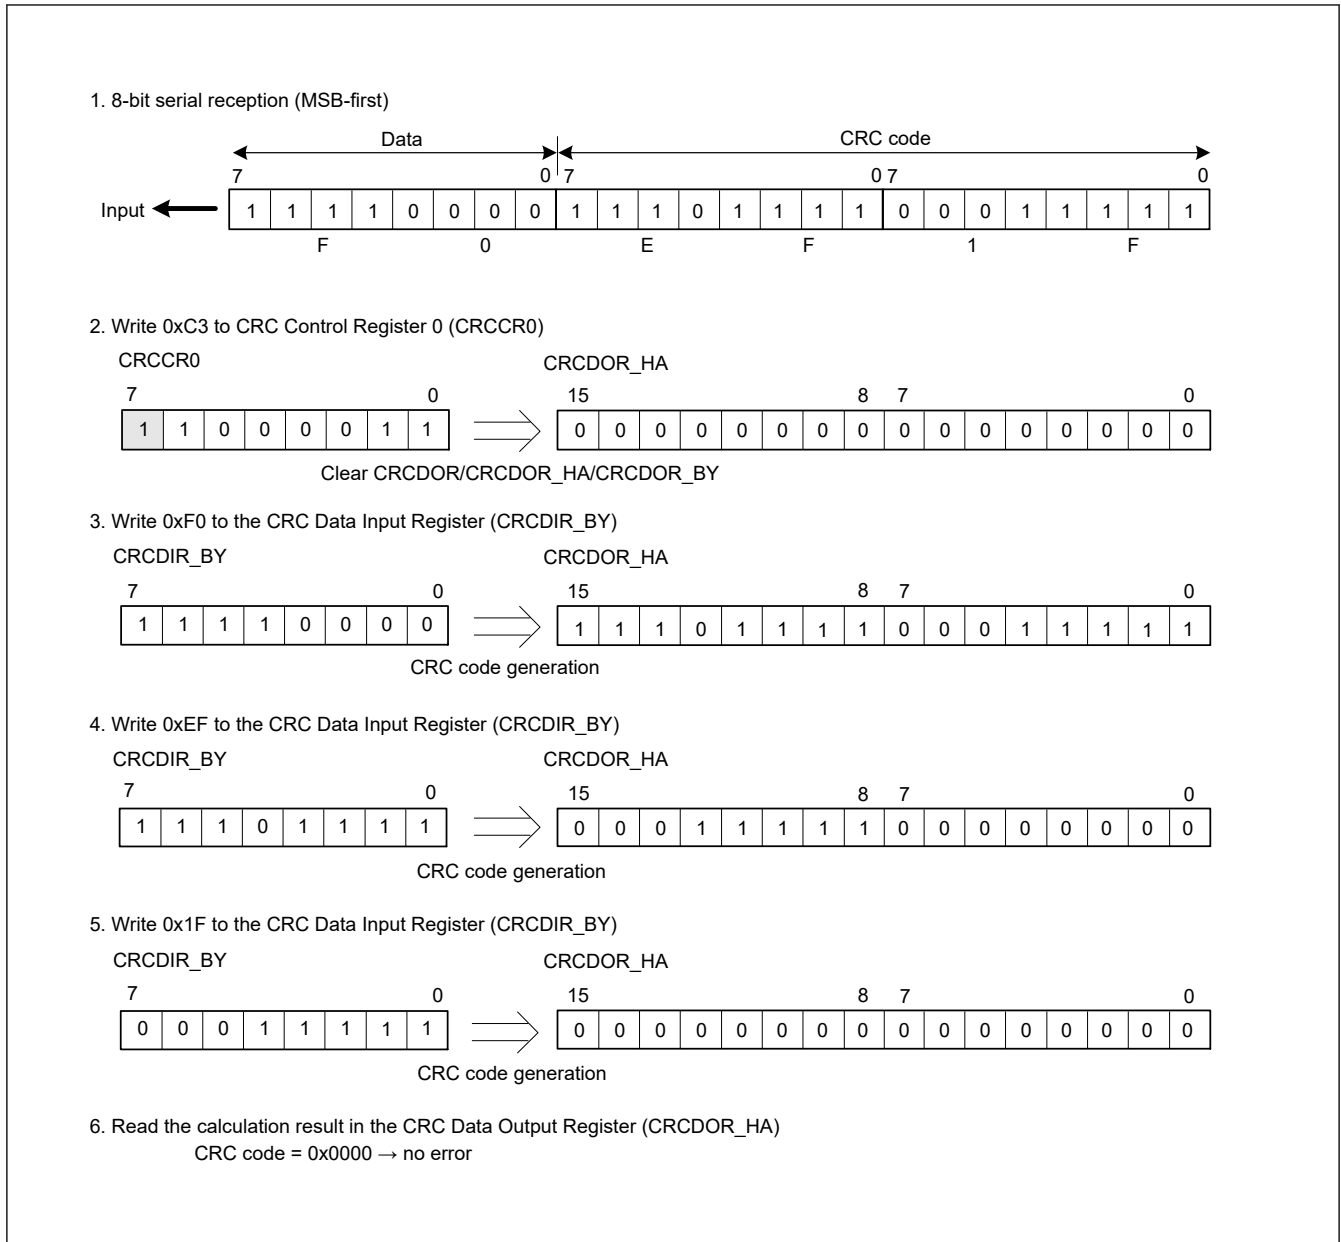 1. 8-bit serial reception (MSB-first)
Data CRC code
7 0 7 0 7 0
Input 1 1 1 1 0 0 0 0 1 1 1 0 1 1 1 1 0 0 0 1 1 1 1 1
F 0 E F 1 F
2. Write 0xC3 to CRC Control Register 0 (CRCCR0)
CRCCR0 CRCDOR_HA
7 0 15 8 7 0
1 1 0 0 0 0 1 1 0 0 0 0 0 0 0 0 0 0 0 0 0 0 0 0
Clear CRCDOR/CRCDOR_HA/CRCDOR_BY
3. Write 0xF0 to the CRC Data Input Register (CRCDIR_BY)
CRCDIR_BY CRCDOR_HA
7 0 15 8 7 0
1 1 1 1 0 0 0 0 1 1 1 0 1 1 1 1 0 0 0 1 1 1 1 1
CRC code generation
4. Write 0xEF to the CRC Data Input Register (CRCDIR_BY)
CRCDIR_BY CRCDOR_HA
7 0 15 8 7 0
1 1 1 0 1 1 1 1 0 0 0 1 1 1 1 1 0 0 0 0 0 0 0 0
CRC code generation
5. Write 0x1F to the CRC Data Input Register (CRCDIR_BY)
CRCDIR_BY CRCDOR_HA
7 0 15 8 7 0
0 0 0 1 1 1 1 1 0 0 0 0 0 0 0 0 0 0 0 0 0 0 0 0
CRC code generation
6. Read the calculation result in the CRC Data Output Register (CRCDOR_HA)
CRC code = 0x0000 → no error